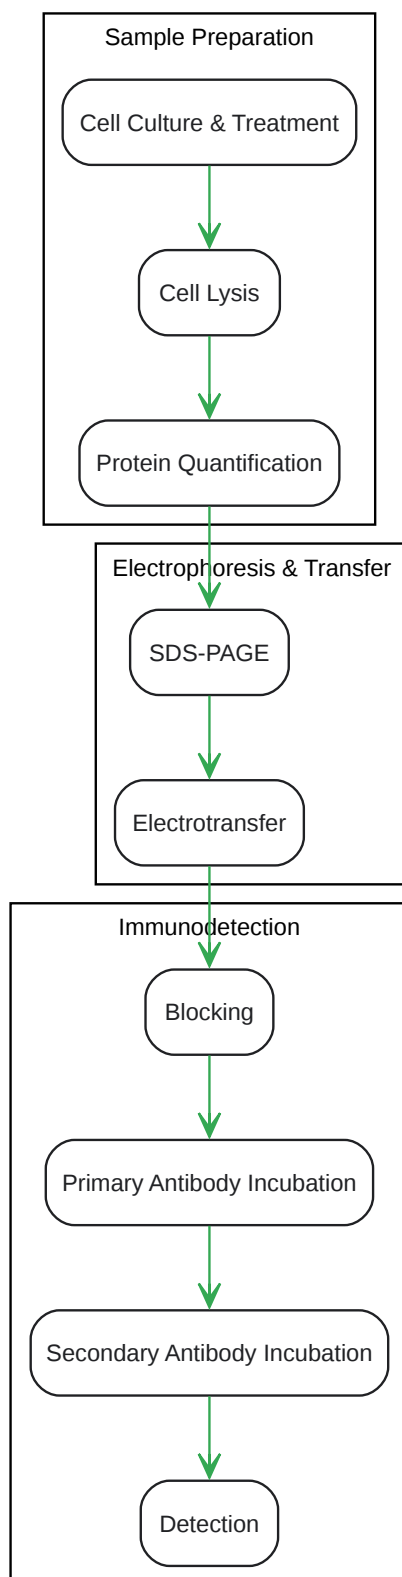 Sample Preparation
Cell Culture & Treatment
Cell Lysis
Protein Quantification
Electrophoresis & Transfer
SDS-PAGE
Electrotransfer
Immunodetection
Blocking
Primary Antibody Incubation
Secondary Antibody Incubation
Detection